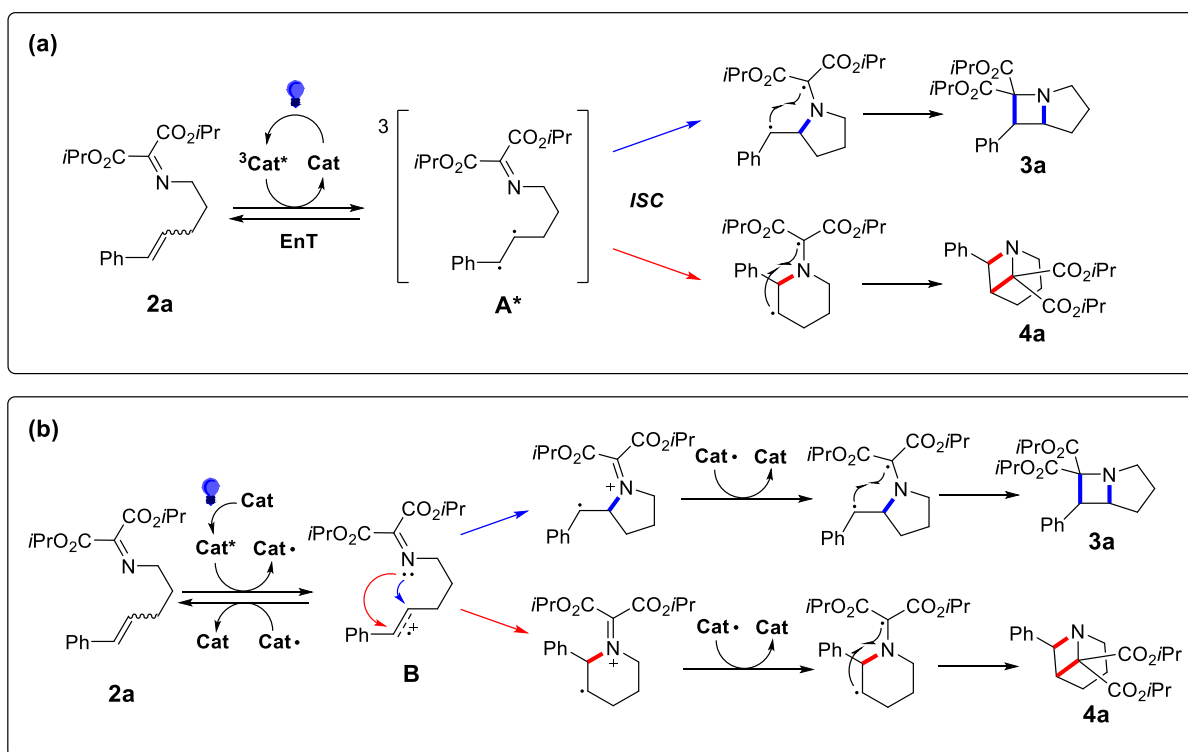 (a)
iPrO₂C CO₂iPr
N
Ph
2a
³Cat* Cat
EnT
3
iPrO₂C CO₂iPr
N
Ph
A*
ISC
iPrO₂C CO₂iPr
N
Ph
iPrO₂C
iPrO₂C N
Ph
3a
iPrO₂C CO₂iPr
Ph N
Ph N
CO₂iPr
CO₂iPr
4a
(b)
CO₂iPr
iPrO₂C
N
Ph
2a
Cat
Cat* Cat•
Cat Cat•
iPrO₂C CO₂iPr
N
Ph +
B
iPrO₂C CO₂iPr
N
+
Ph
Cat• Cat
iPrO₂C CO₂iPr
N
Ph
iPrO₂C
iPrO₂C N
Ph
3a
iPrO₂C CO₂iPr
Ph N
+
Cat• Cat
iPrO₂C CO₂iPr
Ph N
Ph N
CO₂iPr
CO₂iPr
4a